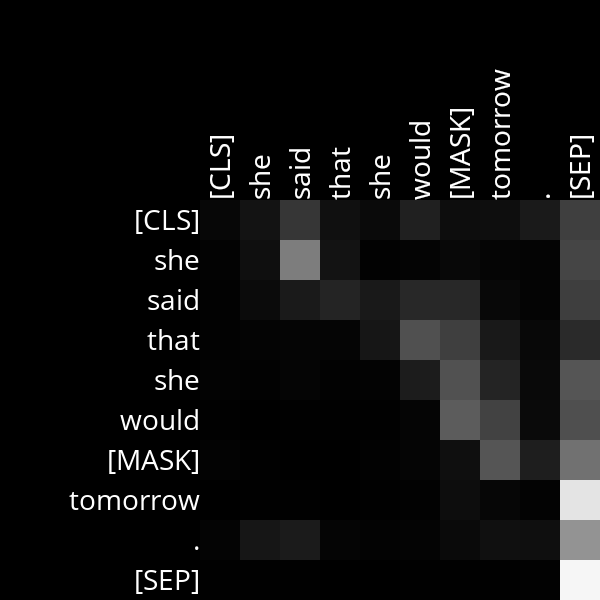 [CLS] she said that she would [MASK] tomorrow . [SEP]
[CLS]
she
said
that
she
would
[MASK]
tomorrow
.
[SEP]